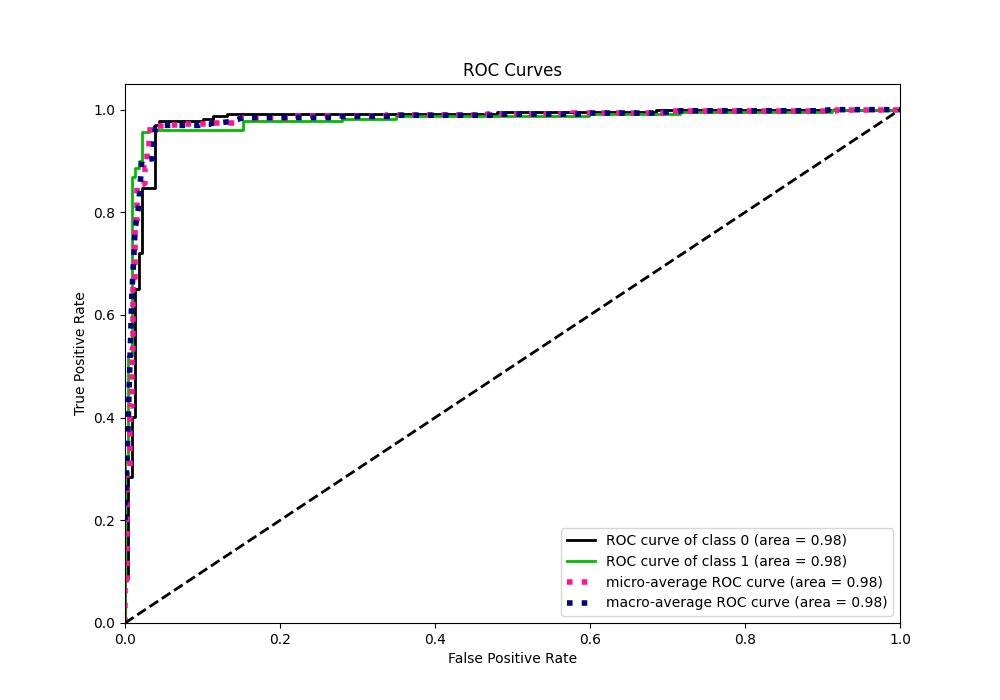 ROC Curves
True Positive Rate
1.0
0.8
0.6
0.4
0.2
0.0
0.0 0.2 0.4 0.6 0.8 1.0
False Positive Rate
ROC curve of class 0 (area = 0.98)
ROC curve of class 1 (area = 0.98)
micro-average ROC curve (area = 0.98)
macro-average ROC curve (area = 0.98)